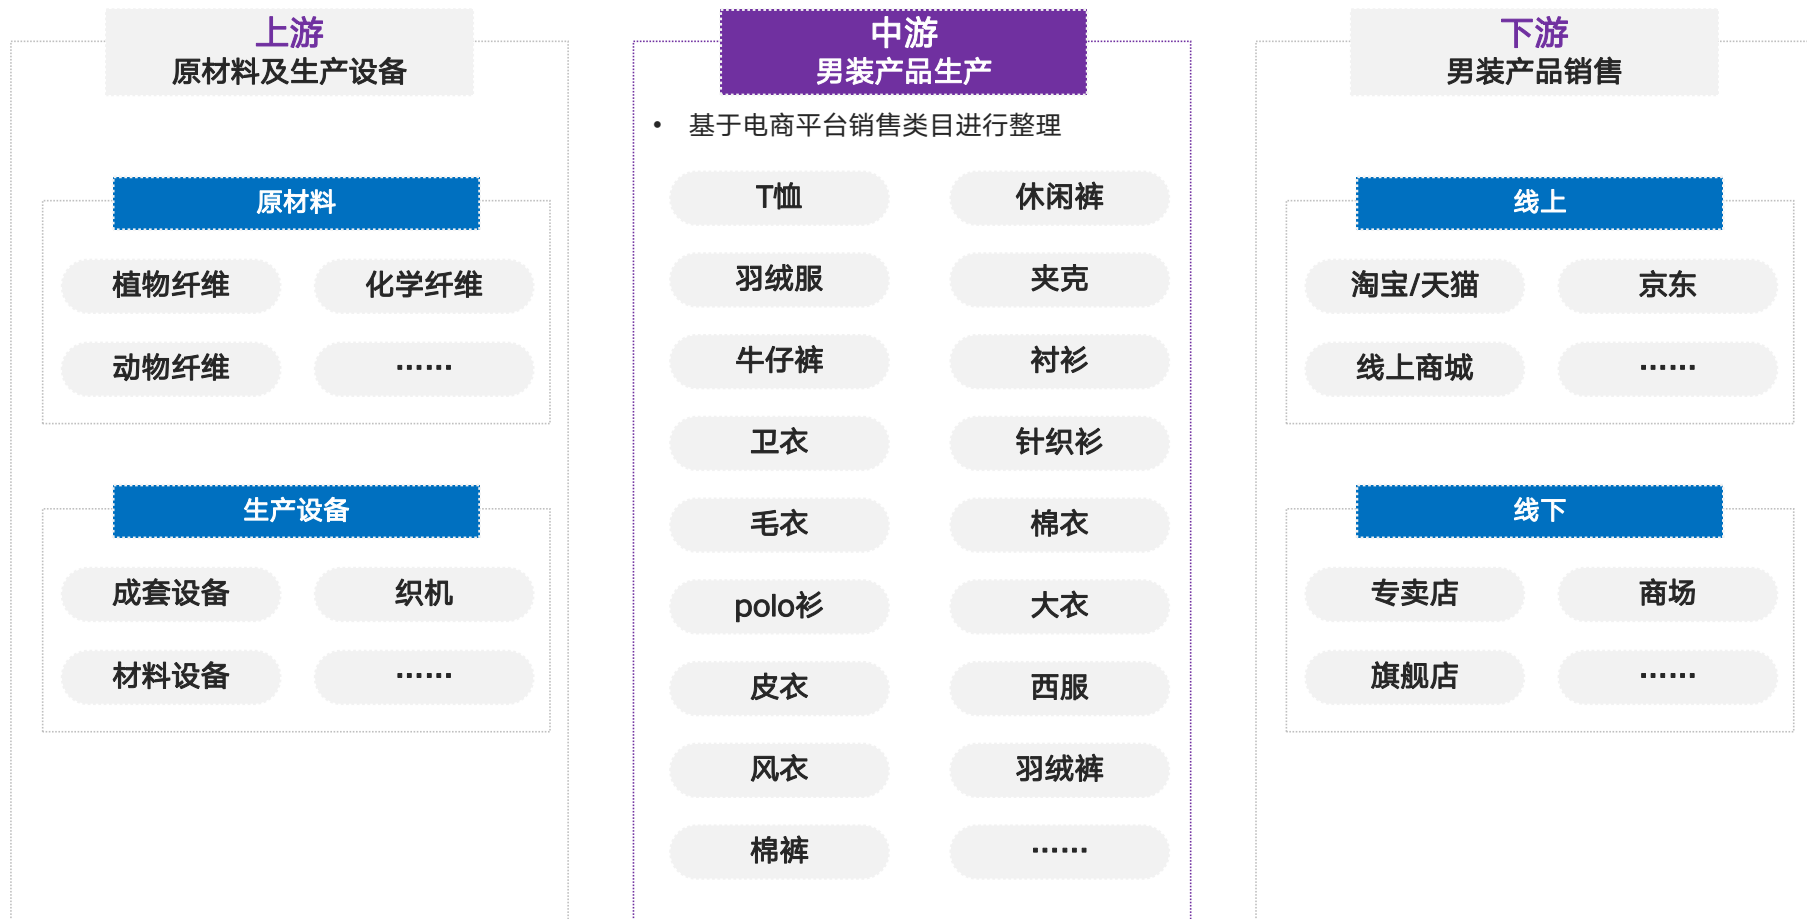 上游
原材料及生产设备
原材料
植物纤维
化学纤维
动物纤维
……
生产设备
成套设备
织机
材料设备
……
中游
男装产品生产
• 基于电商平台销售类目进行整理
T恤
休闲裤
羽绒服
夹克
牛仔裤
衬衫
卫衣
针织衫
毛衣
棉衣
polo衫
大衣
皮衣
西服
风衣
羽绒裤
棉裤
……
下游
男装产品销售
线上
淘宝/天猫
京东
线上商城
……
线下
专卖店
商场
旗舰店
……